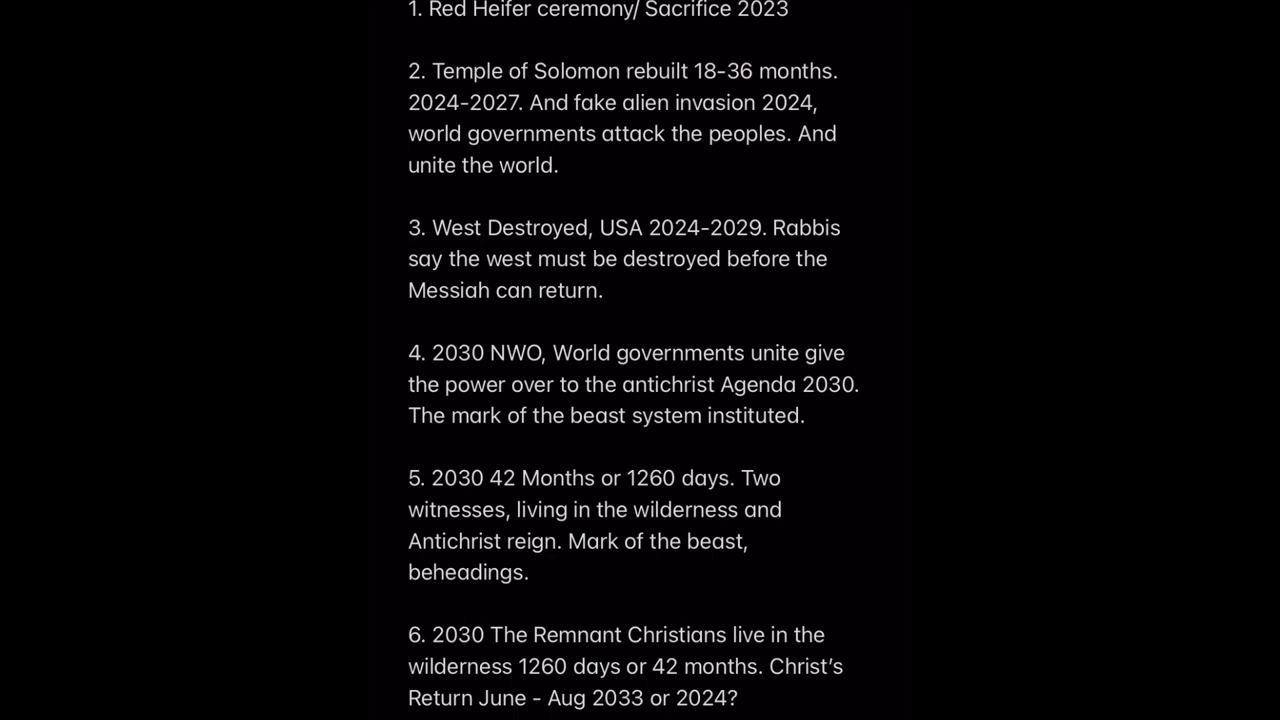 1. Red Heifer ceremony/ Sacrifice 2023
2. Temple of Solomon rebuilt 18-36 months.
2024-2027. And fake alien invasion 2024,
world governments attack the peoples. And
unite the world.
3. West Destroyed, USA 2024-2029. Rabbis
say the west must be destroyed before the
Messiah can return.
4. 2030 NWO, World governments unite give
the power over to the antichrist Agenda 2030.
The mark of the beast system instituted.
5. 2030 42 Months or 1260 days. Two
witnesses, living in the wilderness and
Antichrist reign. Mark of the beast,
beheadings.
6. 2030 The Remnant Christians live in the
wilderness 1260 days or 42 months. Christ’s
Return June - Aug 2033 or 2024?